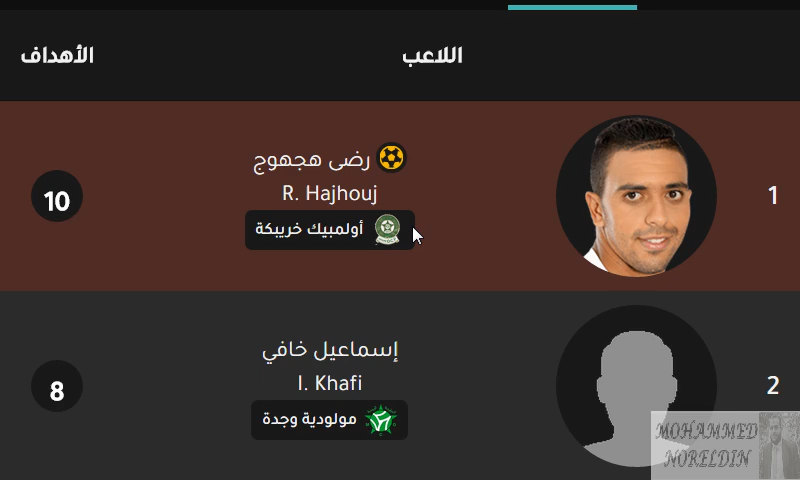 اللاعب
الأهداف
1
رضى هجهوج
R. Hajhouj
أولمبيك خريبكة
10
2
إسماعيل خافي
I. Khafi
مولودية وجدة
8
MOHAMMED
NORELDIN